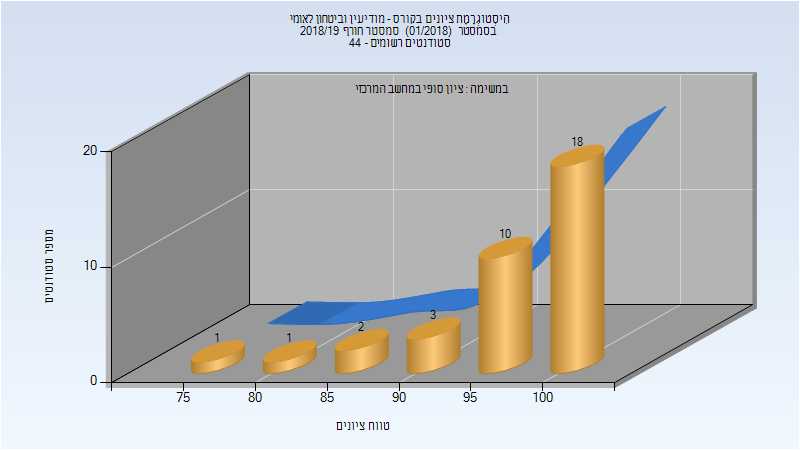 היסטוגרמת ציונים בקורס - מודיעין וביטחון לאומי
בסמסטר (01/2018) סמסטר חורף 2018/19
סטודנטים רשומים - 44
במשימה : ציון סופי במחשב המרכזי
מספר סטודנטים
20
10
0
1
1
2
3
10
18
75
80
85
90
95
100
טווח ציונים